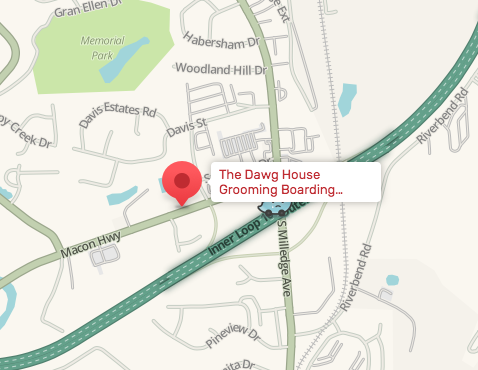 Gran Ellen Dr
Memorial
Park
Habersham Dr
Woodland Hill Dr
Davis Estates Rd
Davis St
Creek Dr
Riverbend Rd
The Dawg House
Grooming Boarding…
Macon Hwy
Inner Loop
S Milledge Ave
Riverbend Rd
Pineview Dr
Dr